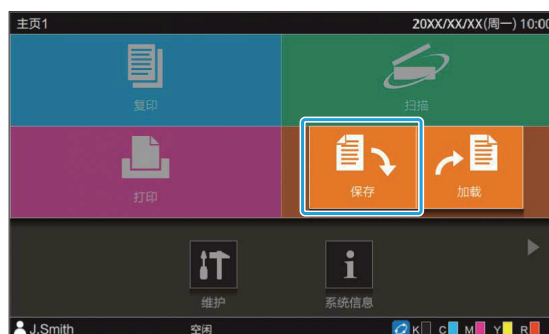 主页1
20XX/XX/XX(周一) 10:00
复印
扫描
打印
保存
加载
维护
系统信息
J.Smith
空闲
K C M Y R